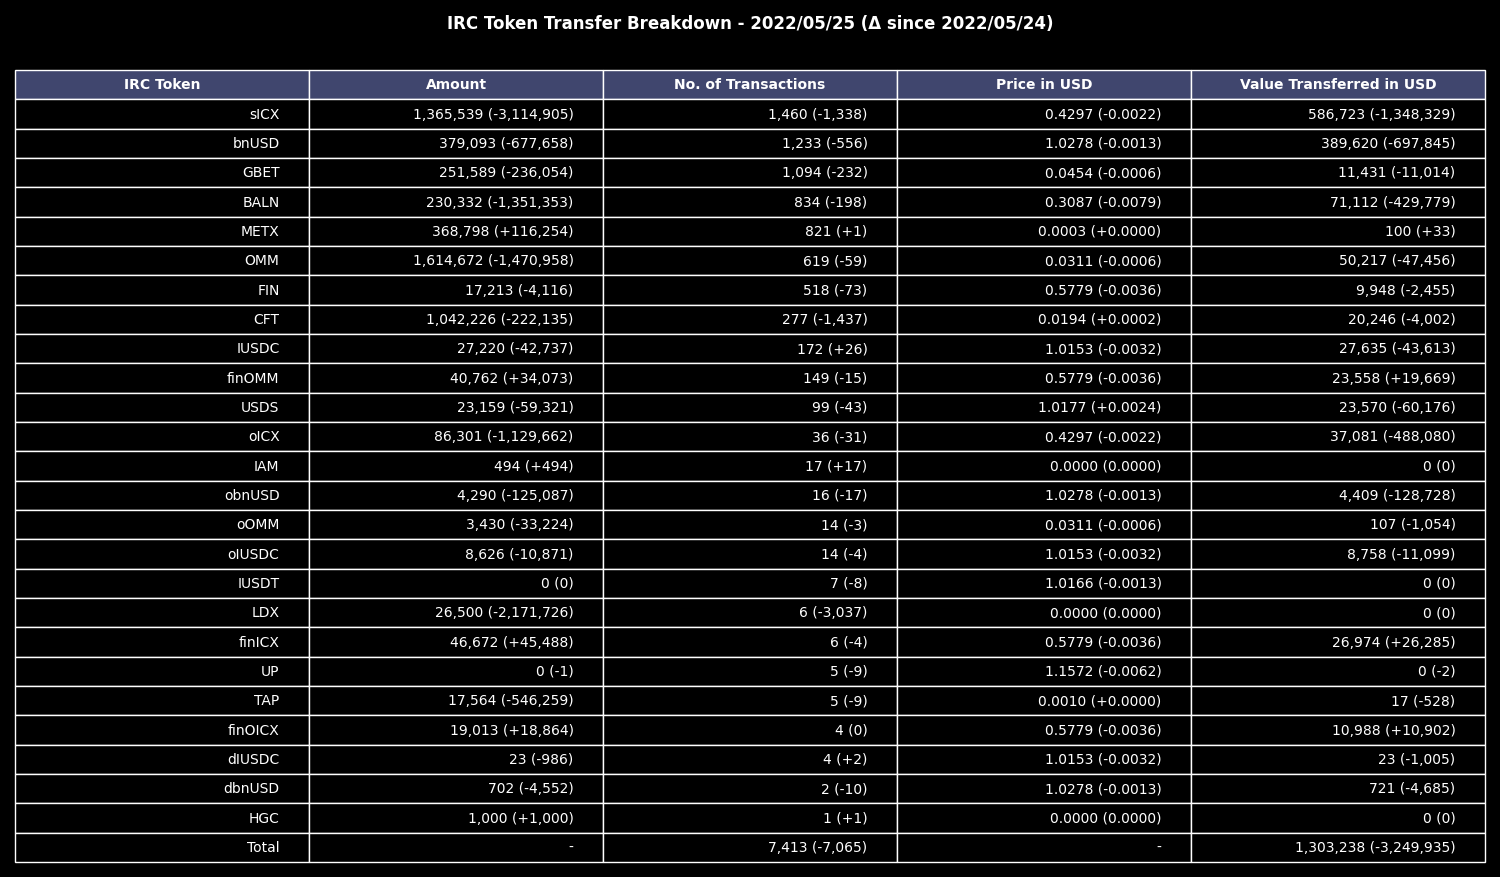 IRC Token Transfer Breakdown - 2022/05/25 (Δ since 2022/05/24)
IRC Token Amount No. of Transactions Price in USD Value Transferred in USD
sICX 1,365,539 (-3,114,905) 1,460 (-1,338) 0.4297 (-0.0022) 586,723 (-1,348,329)
bnUSD 379,093 (-677,658) 1,233 (-556) 1.0278 (-0.0013) 389,620 (-697,845)
GBET 251,589 (-236,054) 1,094 (-232) 0.0454 (-0.0006) 11,431 (-11,014)
BALN 230,332 (-1,351,353) 834 (-198) 0.3087 (-0.0079) 71,112 (-429,779)
METX 368,798 (+116,254) 821 (+1) 0.0003 (+0.0000) 100 (+33)
OMM 1,614,672 (-1,470,958) 619 (-59) 0.0311 (-0.0006) 50,217 (-47,456)
FIN 17,213 (-4,116) 518 (-73) 0.5779 (-0.0036) 9,948 (-2,455)
CFT 1,042,226 (-222,135) 277 (-1,437) 0.0194 (+0.0002) 20,246 (-4,002)
IUSDC 27,220 (-42,737) 172 (+26) 1.0153 (-0.0032) 27,635 (-43,613)
finOMM 40,762 (+34,073) 149 (-15) 0.5779 (-0.0036) 23,558 (+19,669)
USDS 23,159 (-59,321) 99 (-43) 1.0177 (+0.0024) 23,570 (-60,176)
oICX 86,301 (-1,129,662) 36 (-31) 0.4297 (-0.0022) 37,081 (-488,080)
IAM 494 (+494) 17 (+17) 0.0000 (0.0000) 0 (0)
obnUSD 4,290 (-125,087) 16 (-17) 1.0278 (-0.0013) 4,409 (-128,728)
oOMM 3,430 (-33,224) 14 (-3) 0.0311 (-0.0006) 107 (-1,054)
oIUSDC 8,626 (-10,871) 14 (-4) 1.0153 (-0.0032) 8,758 (-11,099)
IUSDT 0 (0) 7 (-8) 1.0166 (-0.0013) 0 (0)
LDX 26,500 (-2,171,726) 6 (-3,037) 0.0000 (0.0000) 0 (0)
finICX 46,672 (+45,488) 6 (-4) 0.5779 (-0.0036) 26,974 (+26,285)
UP 0 (-1) 5 (-9) 1.1572 (-0.0062) 0 (-2)
TAP 17,564 (-546,259) 5 (-9) 0.0010 (+0.0000) 17 (-528)
finOICX 19,013 (+18,864) 4 (0) 0.5779 (-0.0036) 10,988 (+10,902)
dIUSDC 23 (-986) 4 (+2) 1.0153 (-0.0032) 23 (-1,005)
dbnUSD 702 (-4,552) 2 (-10) 1.0278 (-0.0013) 721 (-4,685)
HGC 1,000 (+1,000) 1 (+1) 0.0000 (0.0000) 0 (0)
Total - 7,413 (-7,065) - 1,303,238 (-3,249,935)